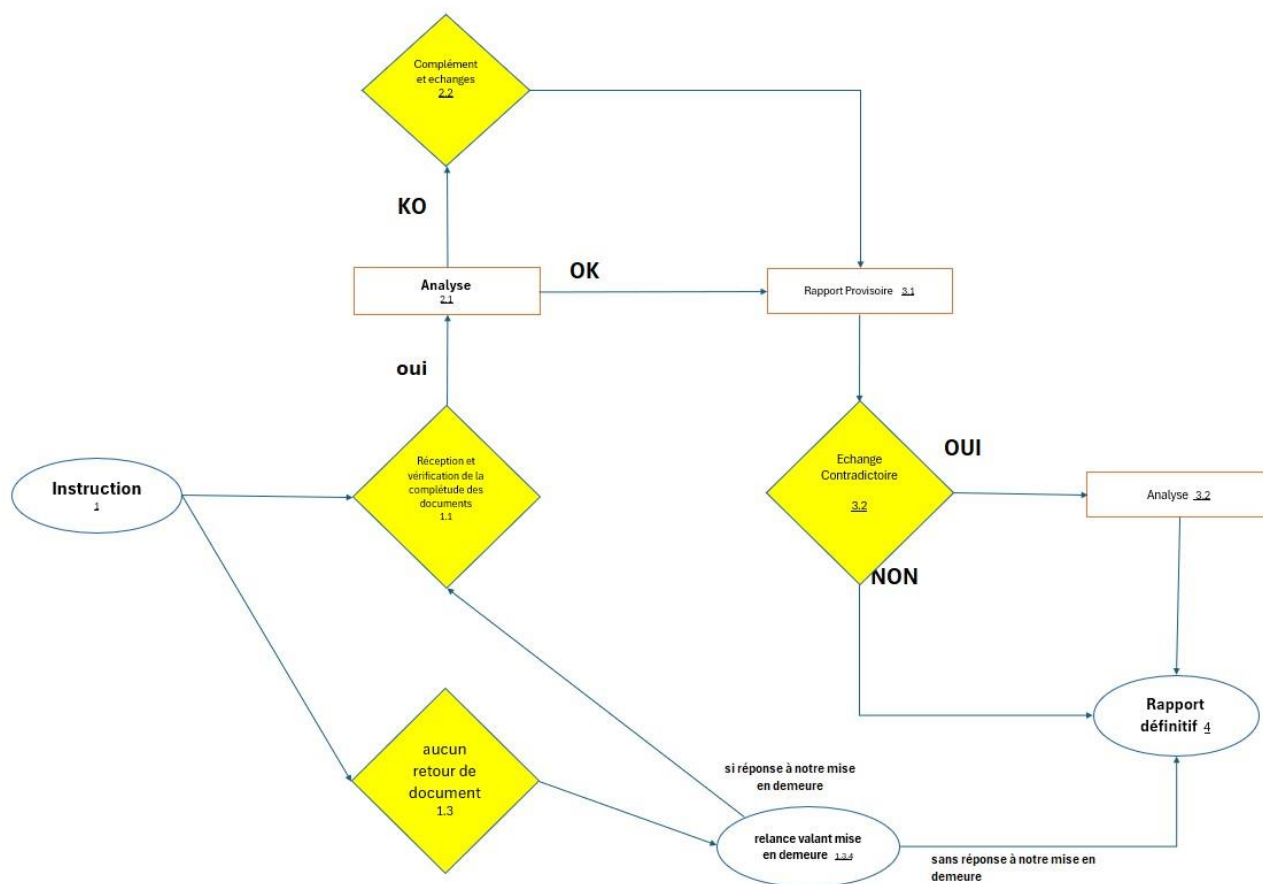 Complément
et echanges
2.2
KO
OK
Analyse
2.1
Rapport Provisoire 3.1
oui
Réception et
vérification de la
complétude des
documents
1.1
Echange
Contradictoire
3.2
OUI
Analyse 3.2
Instruction
1
NON
aucun
retour de
document
1.3
Rapport
définitif 4
si réponse à notre mise
en demeure
relance valant mise
en demeure 1.3.4
sans réponse à notre mise en
demeure